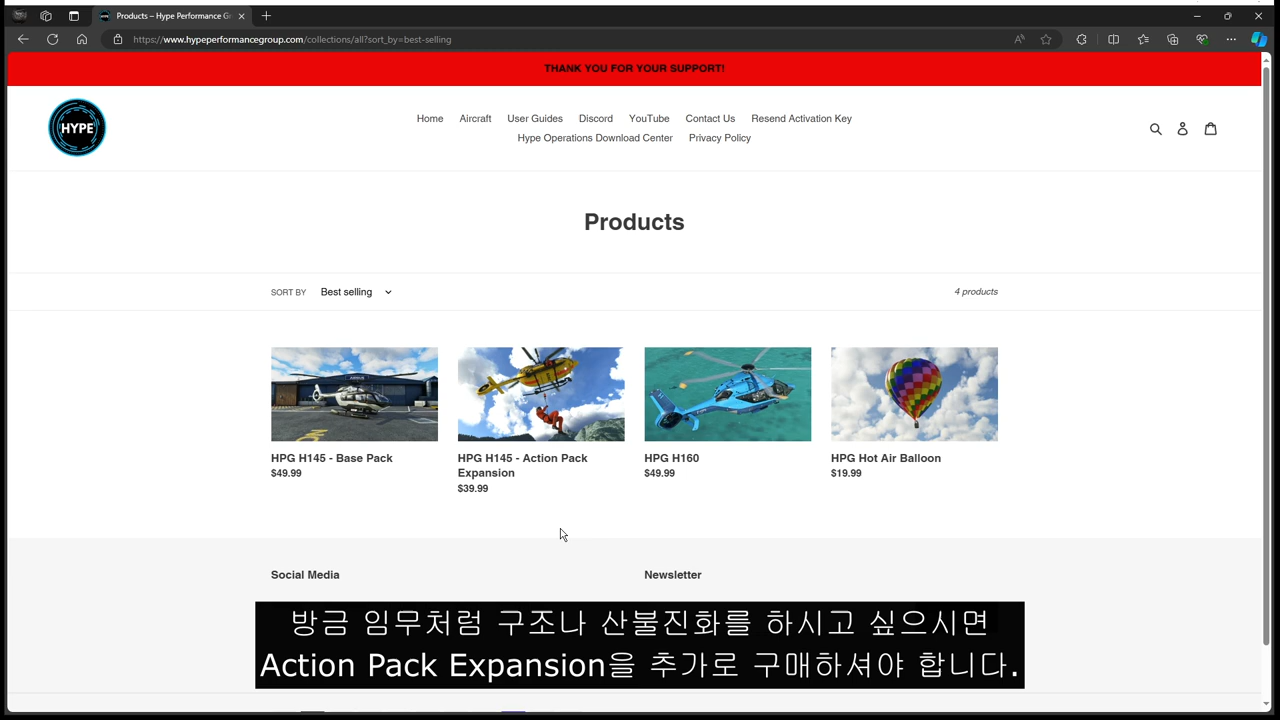 Products – Hype Performance Gr
https://www.hypeperformancegroup.com/collections/all?sort_by=best-selling
THANK YOU FOR YOUR SUPPORT!
HYPE
Home Aircraft User Guides Discord YouTube Contact Us Resend Activation Key
Hype Operations Download Center Privacy Policy
Products
SORT BY Best selling
4 products
HPG H145 - Base Pack
$49.99
HPG H145 - Action Pack
Expansion
$39.99
HPG H160
$49.99
HPG Hot Air Balloon
$19.99
Social Media
Newsletter
방금 임무처럼 구조나 산불진화를 하시고 싶으시면
Action Pack Expansion을 추가로 구매하셔야 합니다.